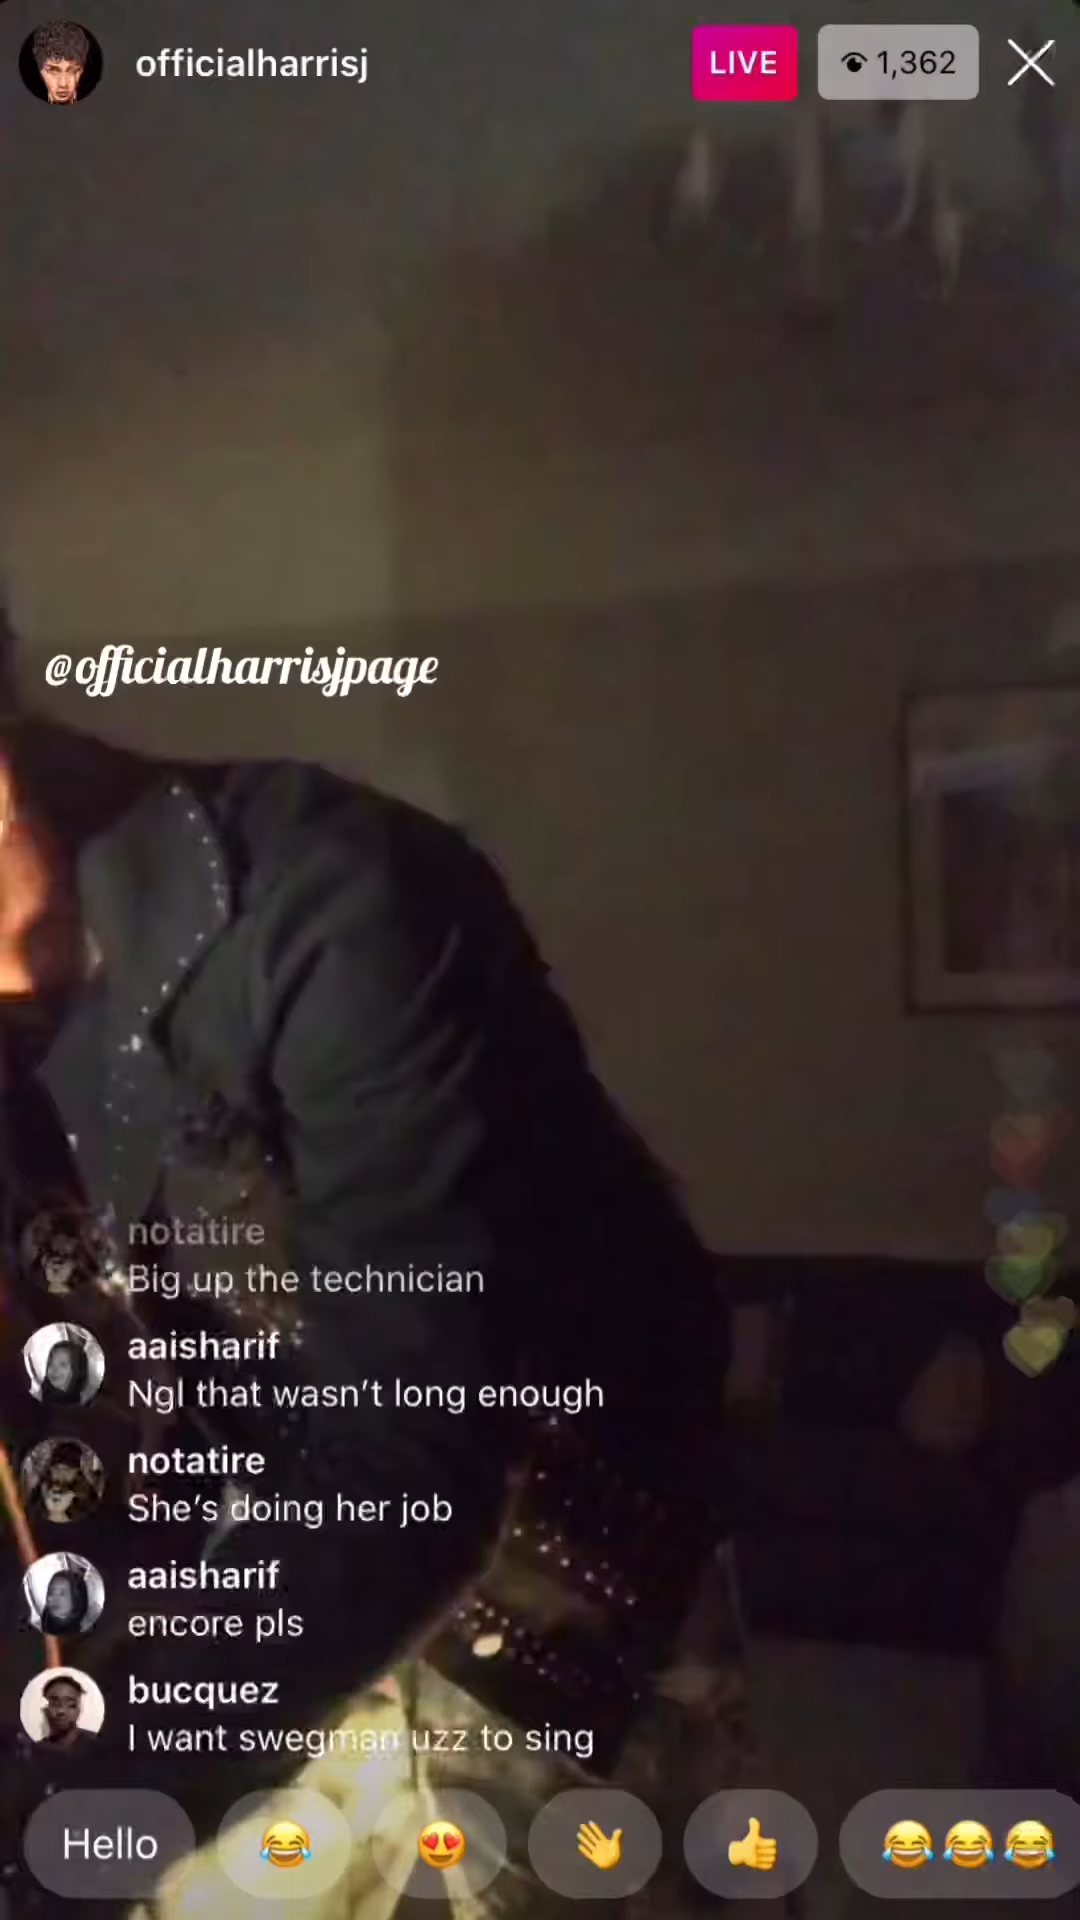 officialharrisj
LIVE
1,362
@officialharrisjpage
notatire
Big up the technician
aaisharif
Ngl that wasn't long enough
notatire
She's doing her job
aaisharif
encore pls
bucquez
I want swegman uzz to sing
Hello